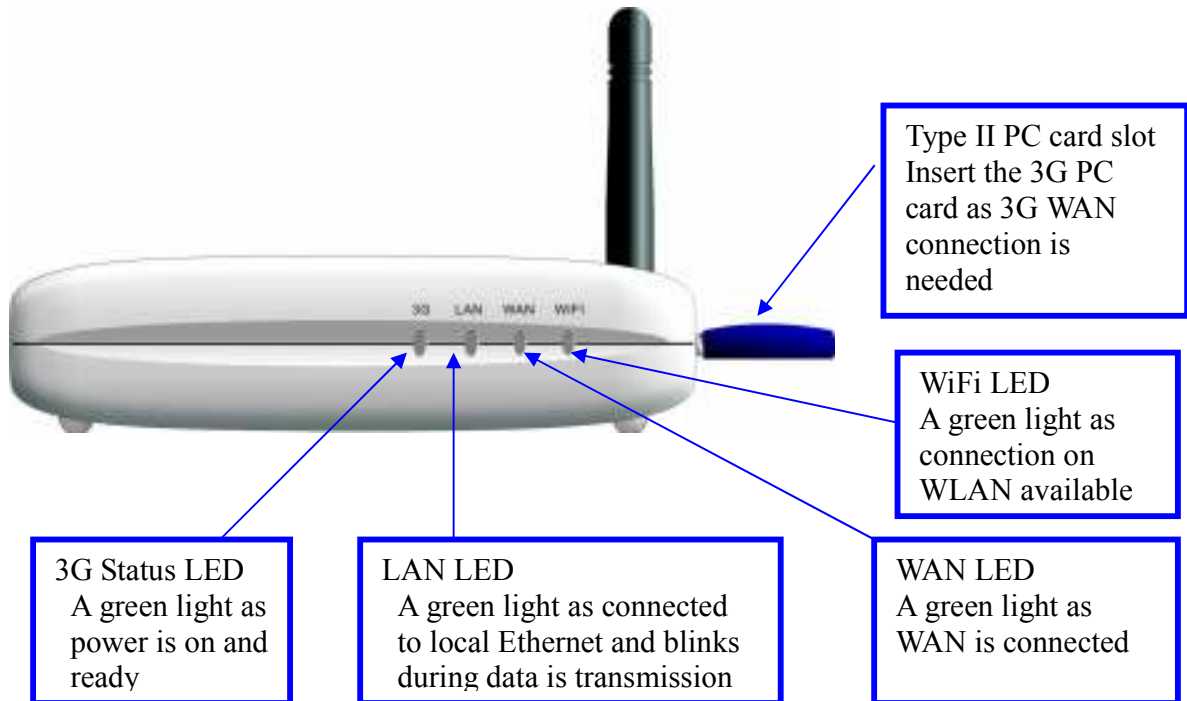 3G LAN WAN WiFi
Type II PC card slot
Insert the 3G PC
card as 3G WAN
connection is
needed
WiFi LED
A green light as
connection on
WLAN available
3G Status LED
A green light as
power is on and
ready
LAN LED
A green light as connected
to local Ethernet and blinks
during data is transmission
WAN LED
A green light as
WAN is connected